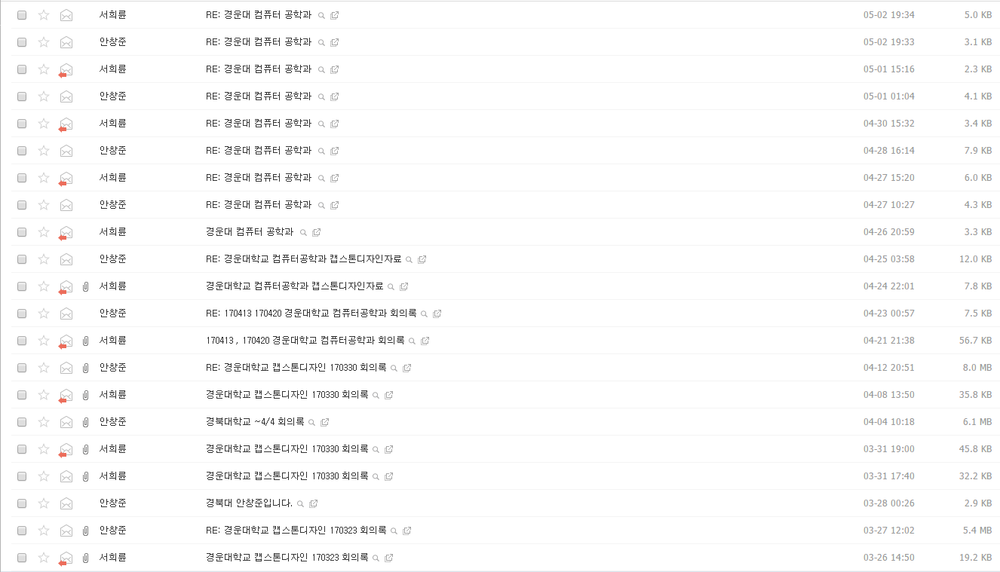 서희륜 RE: 경운대 컴퓨터 공학과 05-02 19:34 5.0 KB
안창준 RE: 경운대 컴퓨터 공학과 05-02 19:33 3.1 KB
서희륜 RE: 경운대 컴퓨터 공학과 05-01 15:16 2.3 KB
안창준 RE: 경운대 컴퓨터 공학과 05-01 01:04 4.1 KB
서희륜 RE: 경운대 컴퓨터 공학과 04-30 15:32 3.4 KB
안창준 RE: 경운대 컴퓨터 공학과 04-28 16:14 7.9 KB
서희륜 RE: 경운대 컴퓨터 공학과 04-27 15:20 6.0 KB
안창준 RE: 경운대 컴퓨터 공학과 04-27 10:27 4.3 KB
서희륜 경운대 컴퓨터 공학과 04-26 20:59 3.3 KB
안창준 RE: 경운대학교 컴퓨터공학과 캡스톤디자인자료 04-25 03:58 12.0 KB
서희륜 경운대학교 컴퓨터공학과 캡스톤디자인자료 04-24 22:01 7.8 KB
안창준 RE: 170413 170420 경운대학교 컴퓨터공학과 회의록 04-23 00:57 7.5 KB
서희륜 170413 , 170420 경운대학교 컴퓨터공학과 회의록 04-21 21:38 56.7 KB
안창준 RE: 경운대학교 캡스톤디자인 170330 회의록 04-12 20:51 8.0 MB
서희륜 경운대학교 캡스톤디자인 170330 회의록 04-08 13:50 35.8 KB
안창준 경북대학교 ~4/4 회의록 04-04 10:18 6.1 MB
서희륜 경운대학교 캡스톤디자인 170330 회의록 03-31 19:00 45.8 KB
서희륜 경운대학교 캡스톤디자인 170330 회의록 03-31 17:40 32.2 KB
안창준 경북대 안창준입니다. 03-28 00:26 2.9 KB
안창준 RE: 경운대학교 캡스톤디자인 170323 회의록 03-27 12:02 5.4 MB
서희륜 경운대학교 캡스톤디자인 170323 회의록 03-26 14:50 19.2 KB